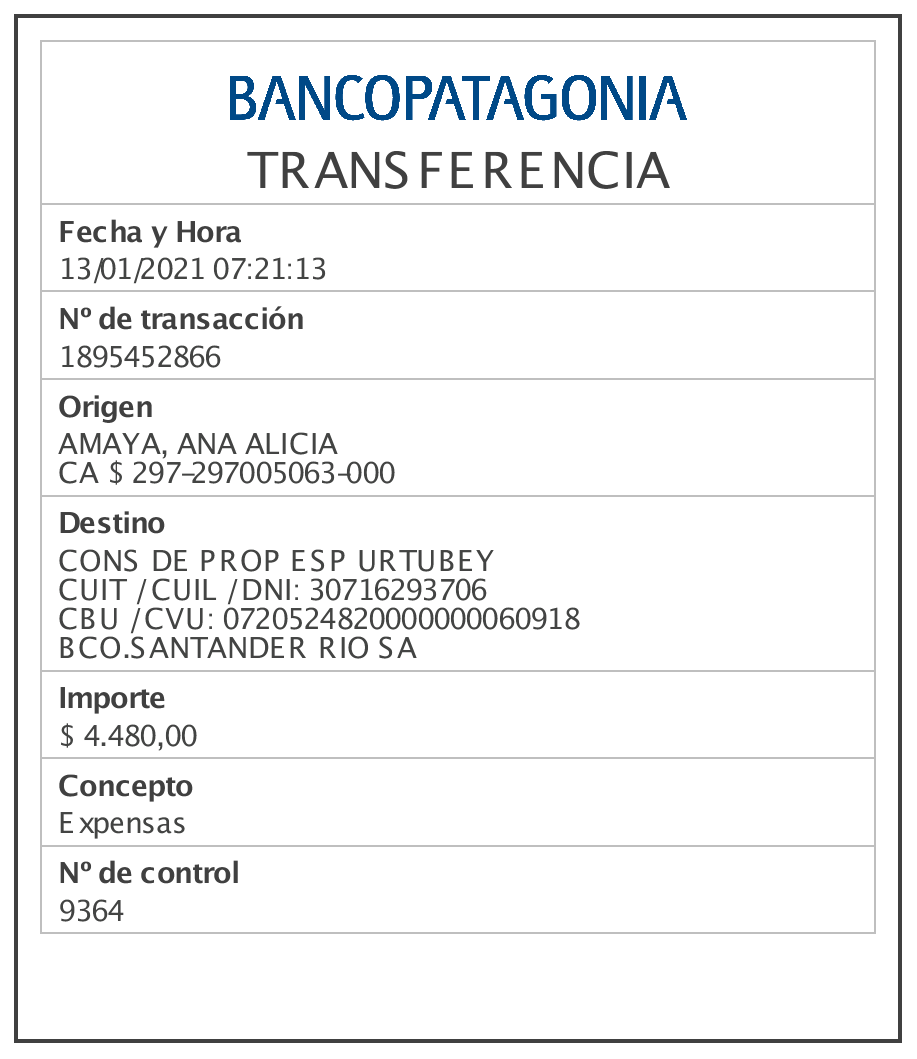 BANCOPATAGONIA
TRANSFERENCIA
Fecha y Hora
13/01/2021 07:21:13
Nº de transacción
1895452866
Origen
AMAYA, ANA ALICIA
CA $ 297-297005063-000
Destino
CONS DE PROP ESP URTUBEY
CUIT / CUIL / DNI: 30716293706
CBU / CVU: 0720524820000000060918
BCO.SANTANDER RIO SA
Importe
$ 4.480,00
Concepto
Expensas
Nº de control
9364